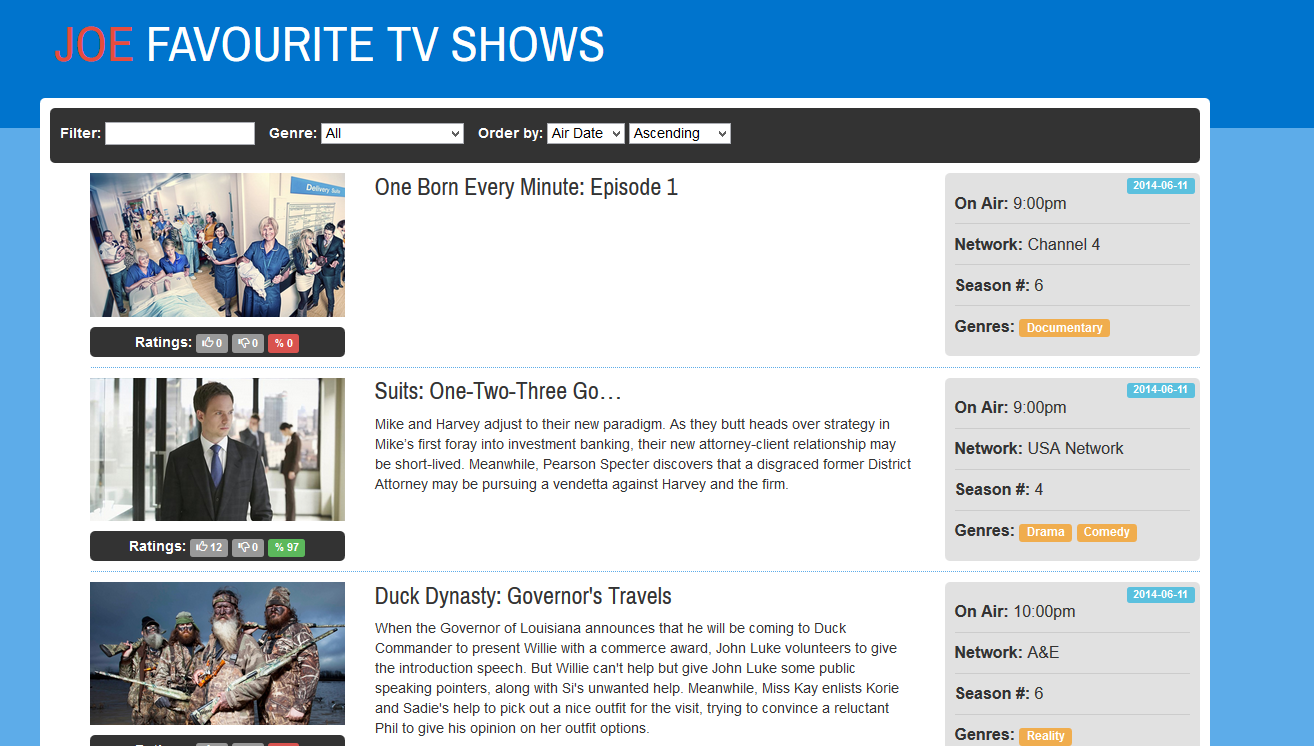 JOE FAVOURITE TV SHOWS
Filter: Genre: All Order by: Air Date Ascending
Delivery Suite
One Born Every Minute: Episode 1
2014-06-11
On Air: 9:00pm
Network: Channel 4
Season #: 6
Genres: Documentary
Ratings: 0 0 % 0
Suits: One-Two-Three Go…
Mike and Harvey adjust to their new paradigm. As they butt heads over strategy in
Mike's first foray into investment banking, their new attorney-client relationship may
be short-lived. Meanwhile, Pearson Specter discovers that a disgraced former District
Attorney may be pursuing a vendetta against Harvey and the firm.
2014-06-11
On Air: 9:00pm
Network: USA Network
Season #: 4
Genres: Drama Comedy
Ratings: 12 0 % 97
Duck Dynasty: Governor's Travels
When the Governor of Louisiana announces that he will be coming to Duck
Commander to present Willie with a commerce award, John Luke volunteers to give
the introduction speech. But Willie can't help but give John Luke some public
speaking pointers, along with Si's unwanted help. Meanwhile, Miss Kay enlists Korie
and Sadie's help to pick out a nice outfit for the visit, trying to convince a reluctant
Phil to give his opinion on her outfit options.
2014-06-11
On Air: 10:00pm
Network: A&E
Season #: 6
Genres: Reality